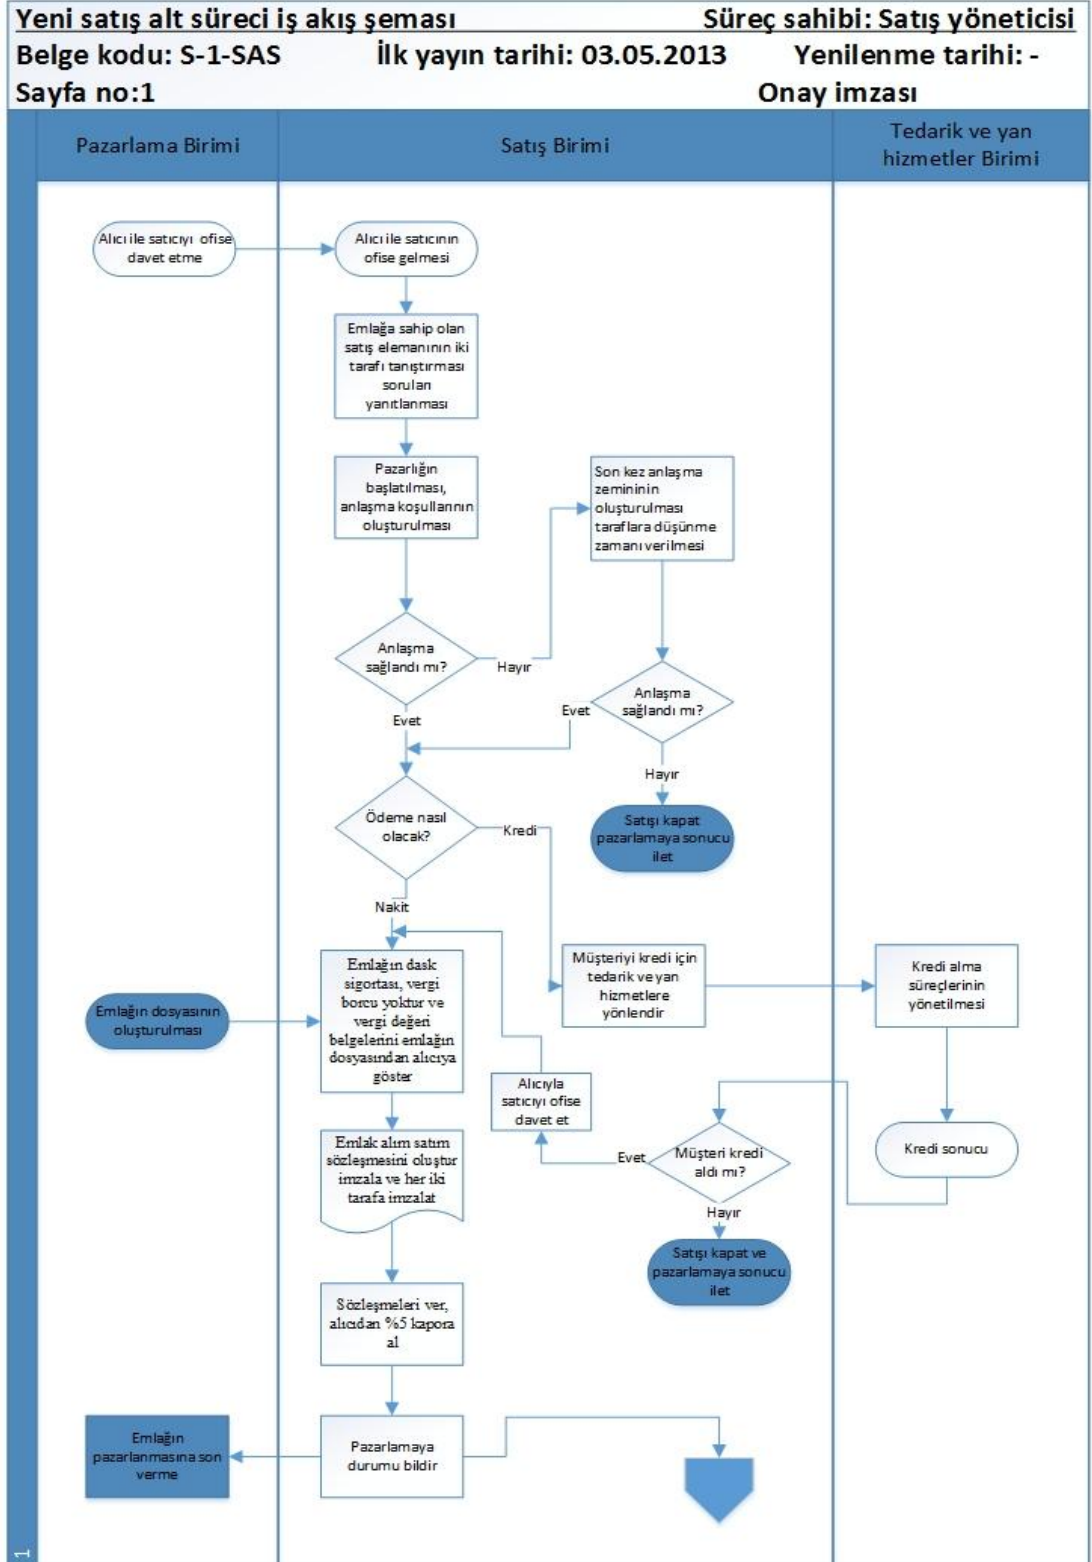 Yeni satış alt süreci iş akış şeması Süreç sahibi: Satış yöneticisi
Belge kodu: S-1-SAS İlk yayın tarihi: 03.05.2013 Yenilenme tarihi: -
Sayfa no:1 Onay imzası
Pazarlama Birimi
Satış Birimi
Tedarik ve yan
hizmetler Birimi
Alıcı ile satıcıyı ofise
davet etme
Alıcı ile satıcının
ofise gelmesi
Emlağa sahip olan
satış elemanının iki
tarafı tanıştırması
soruları
yanıtlanması
Pazarlığın
başlatılması,
anlaşma koşullarının
oluşturulması
Son kez anlaşma
zemininin
oluşturulması
taraflara düşünme
zamanı verilmesi
Anlaşma
sağlandı mı?
Hayır
Evet
Anlaşma
sağlandı mı?
Evet
Hayır
Satışı kapat
pazarlamaya sonucu
ilet
Ödeme nasıl
olacak?
Kredi
Nakit
Emlağın dosyasının
oluşturulması
Emlağın dask
sigortası, vergi
borcu yoktur ve
vergi değeri
belgelerini emlağın
dosyasından alıcıya
göster
Müşteriyi kredi için
tedarik ve yan
hizmetlere
yönlendir
Kredi alma
süreçlerinin
yönetilmesi
Alıcıyla
satıcıyı ofise
davet et
Kredi sonucu
Müşteri kredi
aldı mı?
Evet
Hayır
Satışı kapat ve
pazarlamaya sonucu
ilet
Emlak alım satım
sözleşmesini oluştur
imzala ve her iki
tarafa imzalat
Sözleşmeleri ver,
alıcıdan %5 kapora
al
Pazarlamaya
durumu bildir
Emlağın
pazarlanmasına son
verme
1